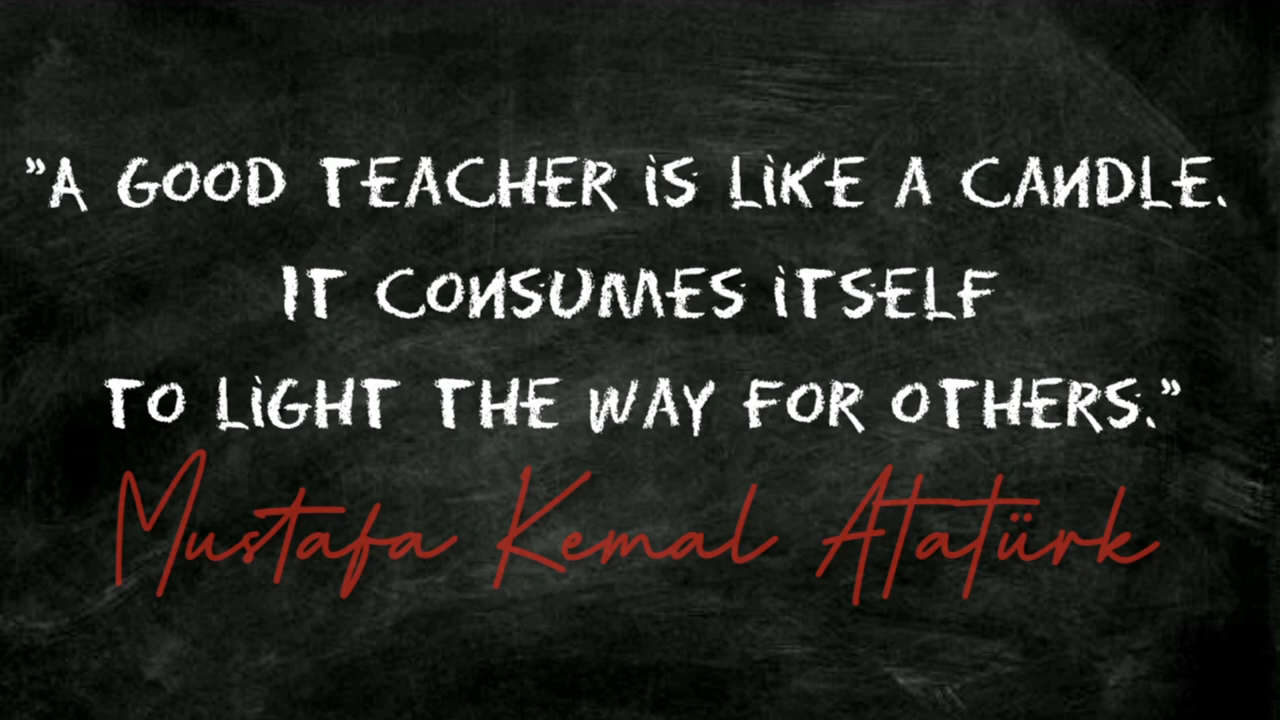 ”A GOOD TEACHER iS LiKE A CANDLE.
IT CONSUMES iTSELF
TO LiGHT THE WAY FOR OTHERS.”
Mustafa Kemal Atatürk